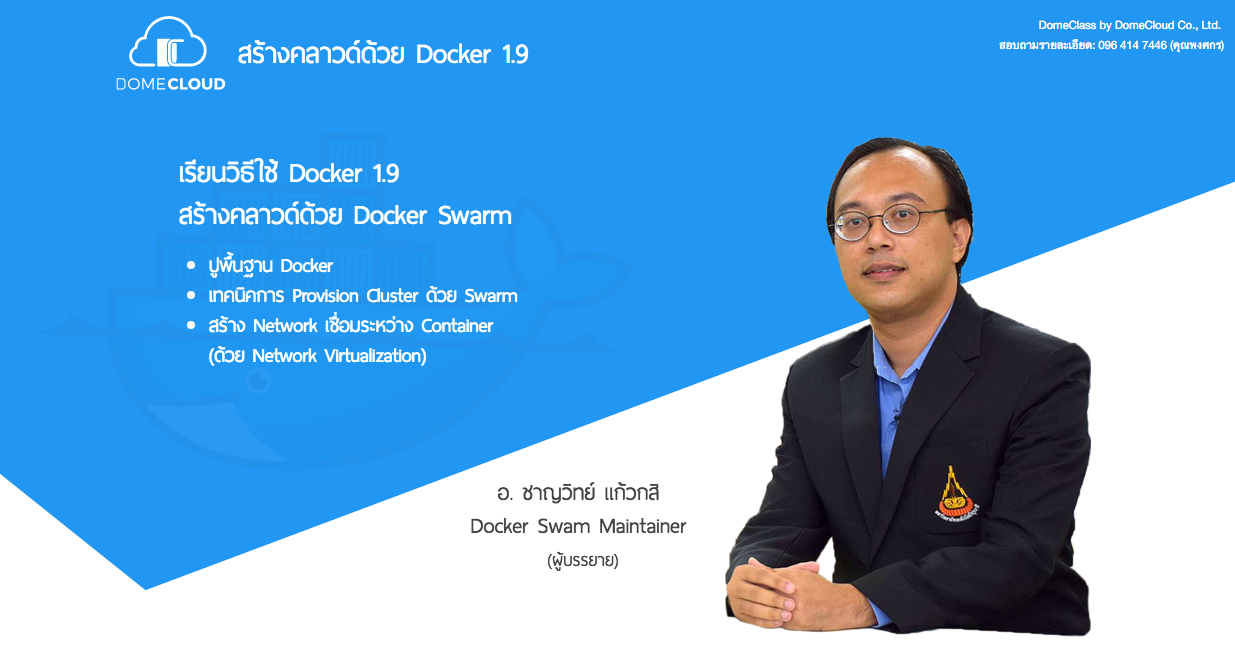 DOMECLOUD
สร้างคลาวด์ด้วย Docker 1.9
DomeClass by DomeCloud Co., Ltd.
สอบถามรายละเอียด: 096 414 7446 (คุณพงศกร)
เรียนวิธีใช้ Docker 1.9
สร้างคลาวด์ด้วย Docker Swarm
• ปูพื้นฐาน Docker
• เทคนิคการ Provision Cluster ด้วย Swarm
• สร้าง Network เชื่อมระหว่าง Container
(ด้วย Network Virtualization)
อ. ชาญวิทย์ แก้วกสิ
Docker Swam Maintainer
(ผู้บรรยาย)